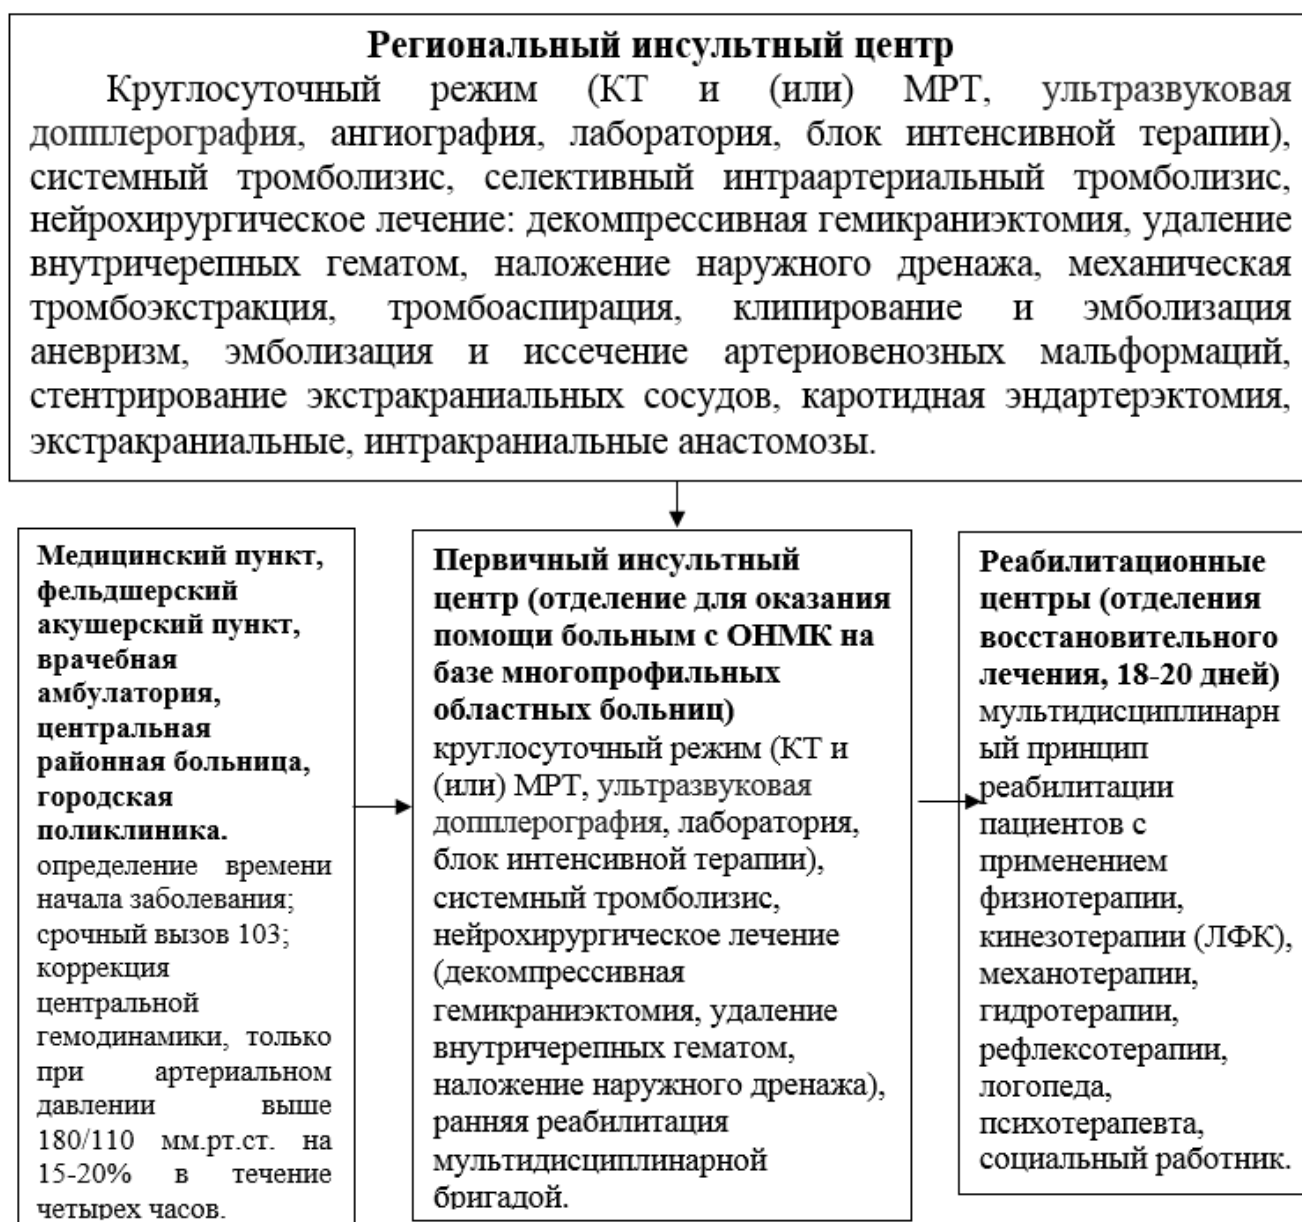 Региональный инсультный центр
Круглосуточный режим (КТ и (или) МРТ, ультразвуковая
допплерография, ангиография, лаборатория, блок интенсивной терапии),
системный тромболизис, селективный интраартериальный тромболизис,
нейрохирургическое лечение: декомпрессивная гемикраниэктомия, удаление
внутричерепных гематом, наложение наружного дренажа, механическая
тромбоэкстракция, тромбоаспирация, клипирование и эмболизация
аневризм, эмболизация и иссечение артериовенозных мальформаций,
стентрирование экстракраниальных сосудов, каротидная эндартерэктомия,
экстракраниальные, интракраниальные анастомозы.
Медицинский пункт,
фельдшерский
акушерский пункт,
врачебная
амбулатория,
центральная
районная больница,
городская
поликлиника.
определение времени
начала заболевания;
срочный вызов 103;
коррекция
центральной
гемодинамики, только
при артериальном
давлении выше
180/110 мм.рт.ст. на
15-20% в течение
четырех часов.
Первичный инсультный
центр (отделение для оказания
помощи больным с ОНМК на
базе многопрофильных
областных больниц)
круглосуточный режим (КТ и
(или) МРТ, ультразвуковая
допплерография, лаборатория,
блок интенсивной терапии),
системный тромболизис,
нейрохирургическое лечение
(декомпрессивная
гемикраниэктомия, удаление
внутричерепных гематом,
наложение наружного дренажа),
ранняя реабилитация
мультидисциплинарной
бригадой.
Реабилитационные
центры (отделения
восстановительного
лечения, 18-20 дней)
мультидисциплинарн
ый принцип
реабилитации
пациентов с
применением
физиотерапии,
кинезотерапии (ЛФК),
механотерапии,
гидротерапии,
рефлексотерапии,
логопеда,
психотерапевта,
социальный работник.